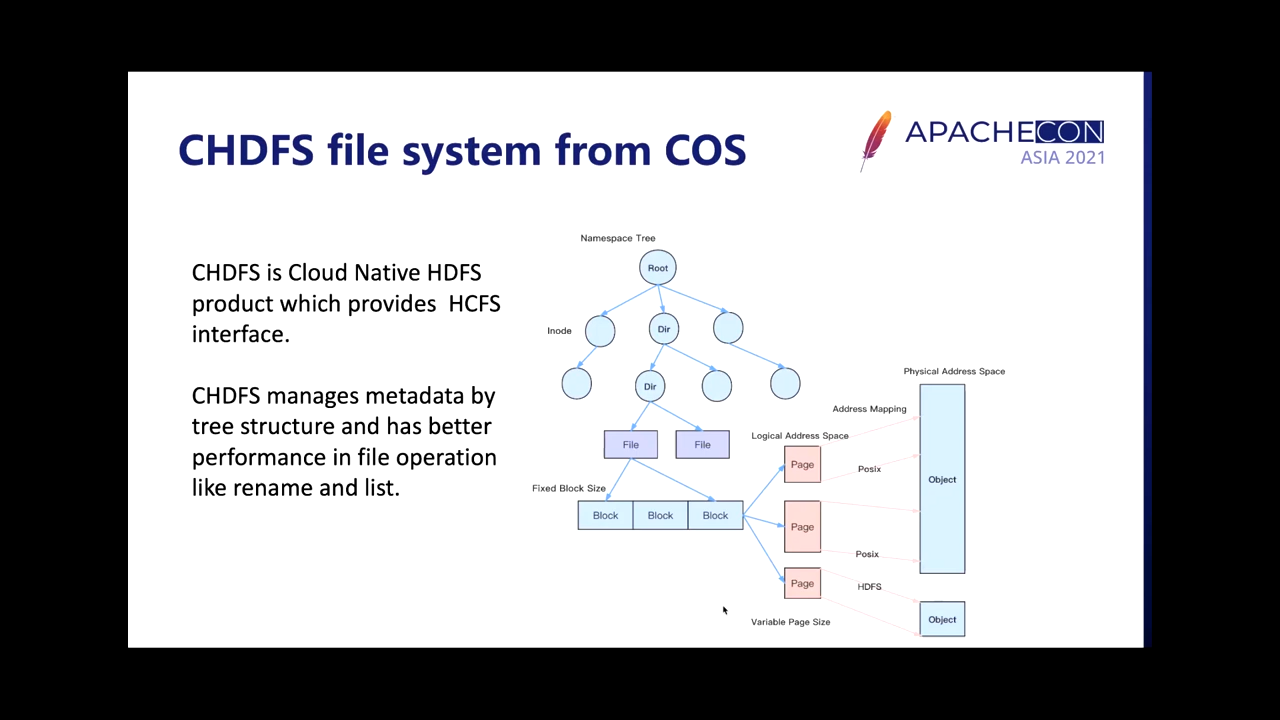 CHDFS file system from COS
APACHECON
ASIA 2021
CHDFS is Cloud Native HDFS
product which provides HCFS
interface.
CHDFS manages metadata by
tree structure and has better
performance in file operation
like rename and list.
Namespace Tree
Root
Inode
Dir
Dir
File
File
Fixed Block Size
Block
Block
Block
Logical Address Space
Page
Page
Page
Variable Page Size
Address Mapping
Posix
Posix
HDFS
Physical Address Space
Object
Object